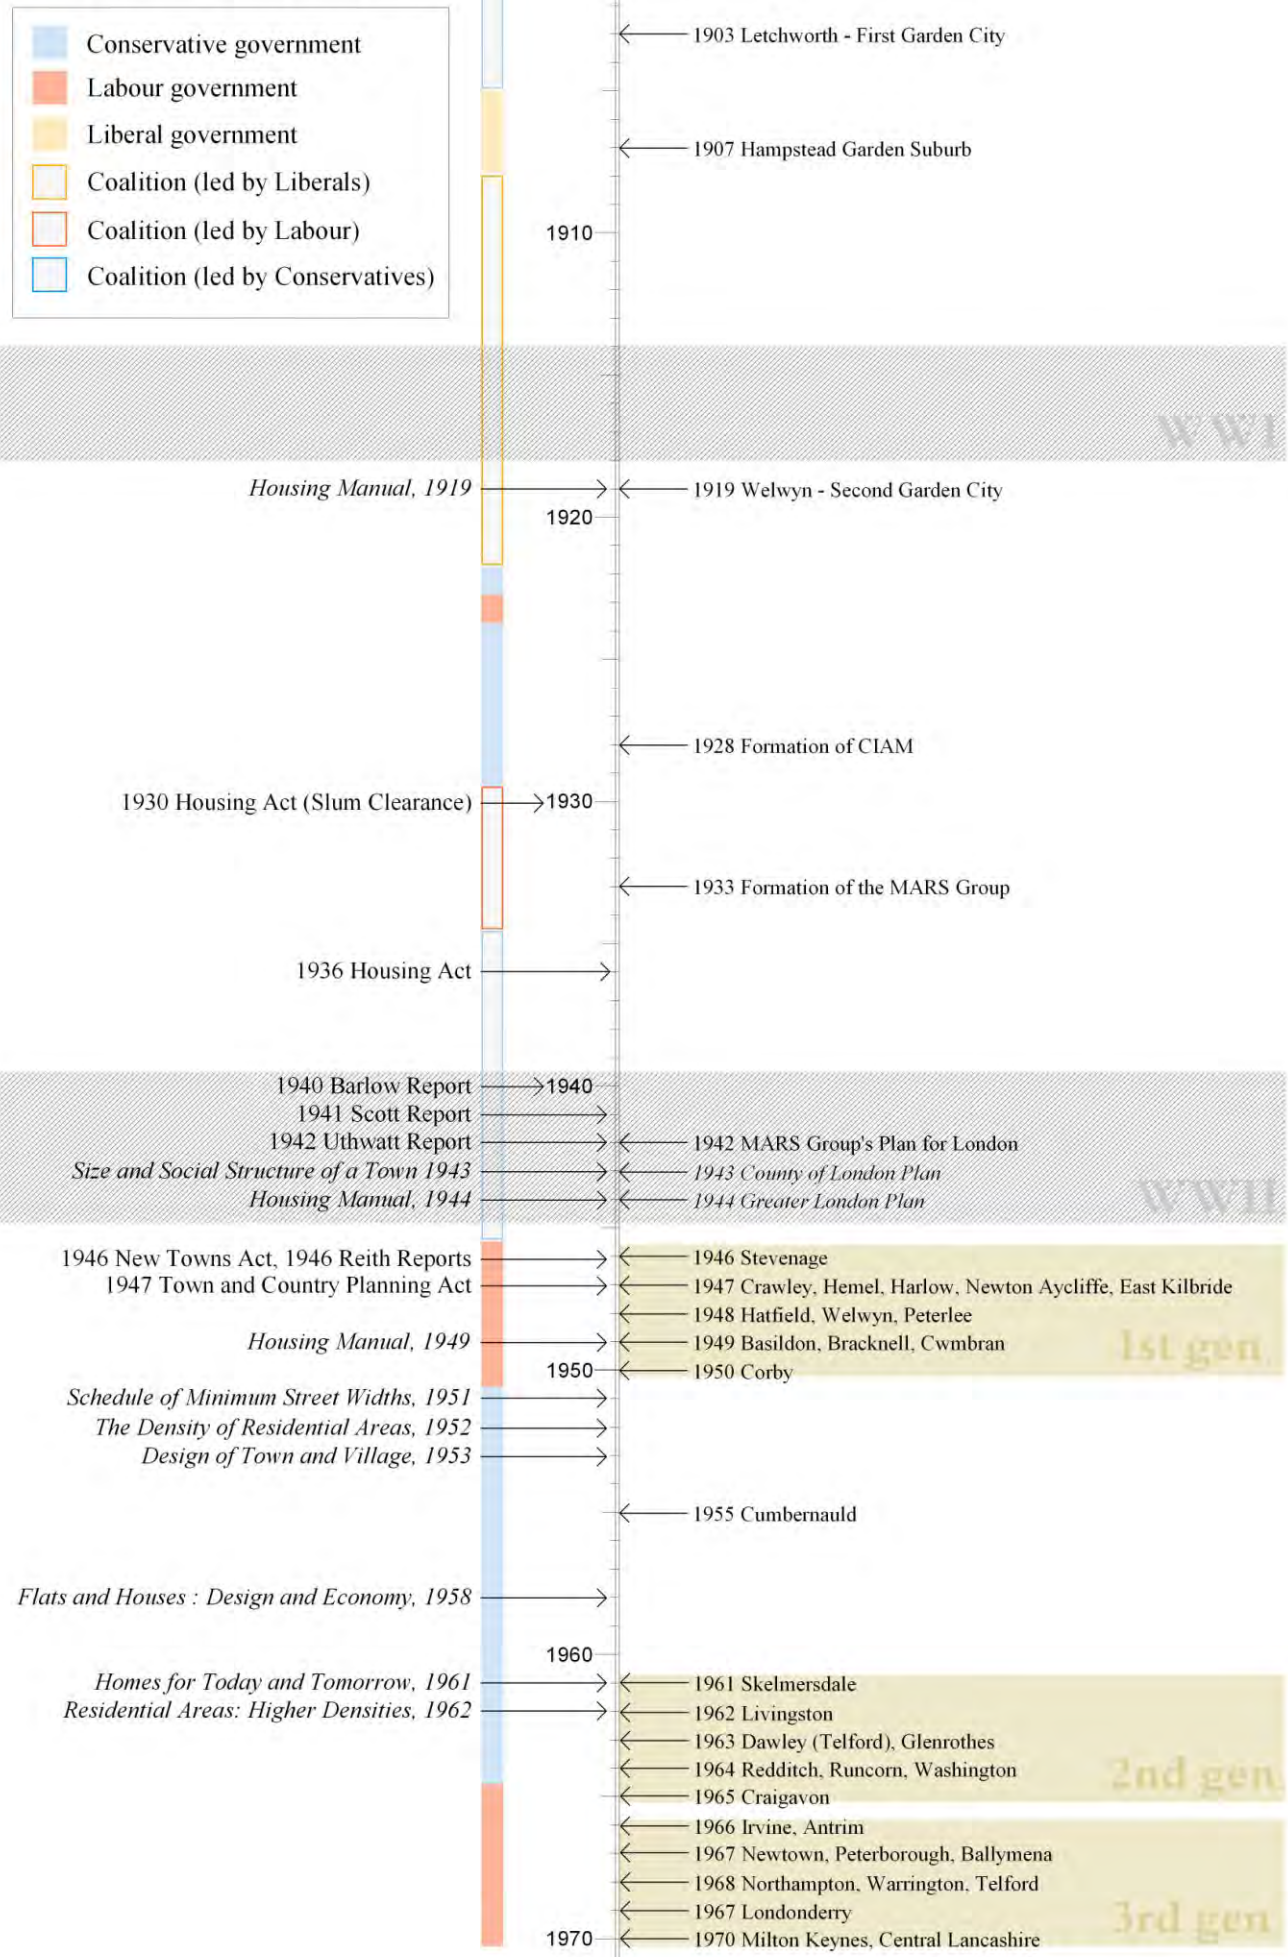 Conservative government
Labour government
Liberal government
Coalition (led by Liberals)
Coalition (led by Labour)
Coalition (led by Conservatives)
1903 Letchworth - First Garden City
1907 Hampstead Garden Suburb
1910
WWI
Housing Manual, 1919
1919 Welwyn - Second Garden City
1920
1928 Formation of CIAM
1930 Housing Act (Slum Clearance)
1930
1933 Formation of the MARS Group
1936 Housing Act
1940 Barlow Report
1940
1941 Scott Report
1942 Uthwatt Report
1942 MARS Group's Plan for London
Size and Social Structure of a Town 1943
1943 County of London Plan
Housing Manual, 1944
1944 Greater London Plan
WWII
1946 New Towns Act, 1946 Reith Reports
1946 Stevenage
1947 Town and Country Planning Act
1947 Crawley, Hemel, Harlow, Newton Aycliffe, East Kilbride
1948 Hatfield, Welwyn, Peterlee
Housing Manual, 1949
1949 Basildon, Bracknell, Cwmbran
1st gen
1950
1950 Corby
Schedule of Minimum Street Widths, 1951
The Density of Residential Areas, 1952
Design of Town and Village, 1953
1955 Cumbernauld
Flats and Houses : Design and Economy, 1958
1960
Homes for Today and Tomorrow, 1961
1961 Skelmersdale
Residential Areas: Higher Densities, 1962
1962 Livingston
1963 Dawley (Telford), Glenrothes
1964 Redditch, Runcorn, Washington
2nd gen
1965 Craigavon
1966 Irvine, Antrim
1967 Newtown, Peterborough, Ballymena
1968 Northampton, Warrington, Telford
1967 Londonderry
3rd gen
1970
1970 Milton Keynes, Central Lancashire